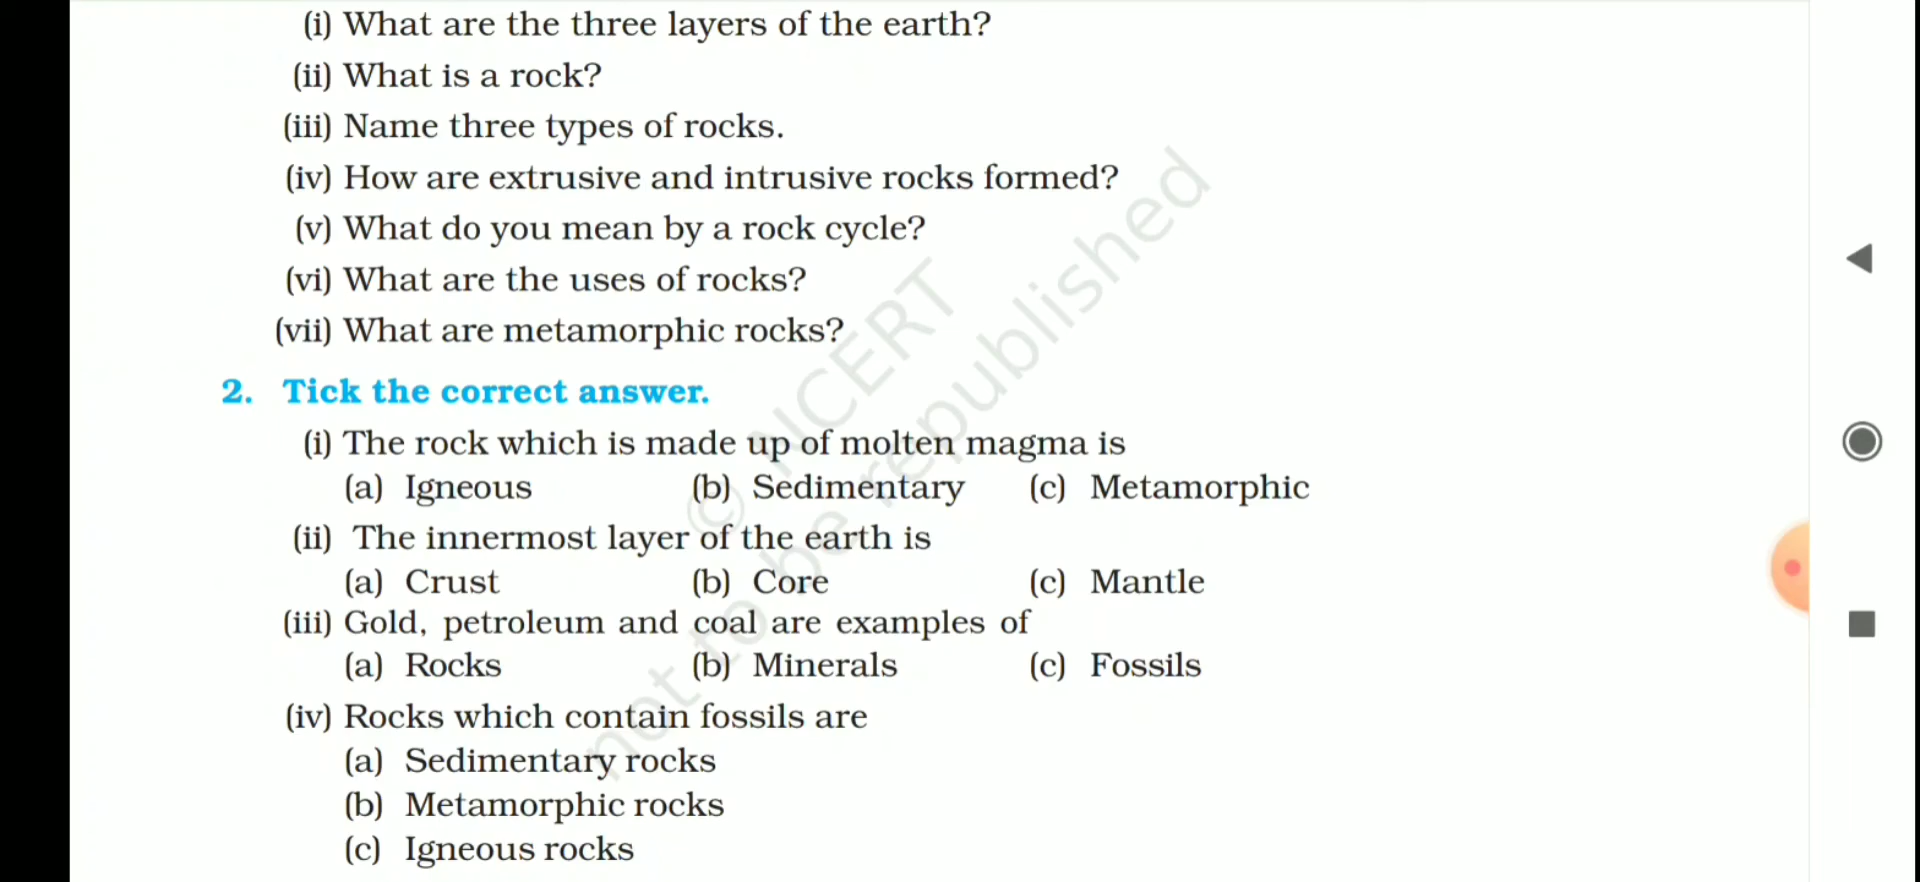 (i) What are the three layers of the earth?
(ii) What is a rock?
(iii) Name three types of rocks.
(iv) How are extrusive and intrusive rocks formed?
(v) What do you mean by a rock cycle?
(vi) What are the uses of rocks?
(vii) What are metamorphic rocks?
2. Tick the correct answer.
(i) The rock which is made up of molten magma is
(a) Igneous (b) Sedimentary (c) Metamorphic
(ii) The innermost layer of the earth is
(a) Crust (b) Core (c) Mantle
(iii) Gold, petroleum and coal are examples of
(a) Rocks (b) Minerals (c) Fossils
(iv) Rocks which contain fossils are
(a) Sedimentary rocks
(b) Metamorphic rocks
(c) Igneous rocks
© NCERT
not to be republished